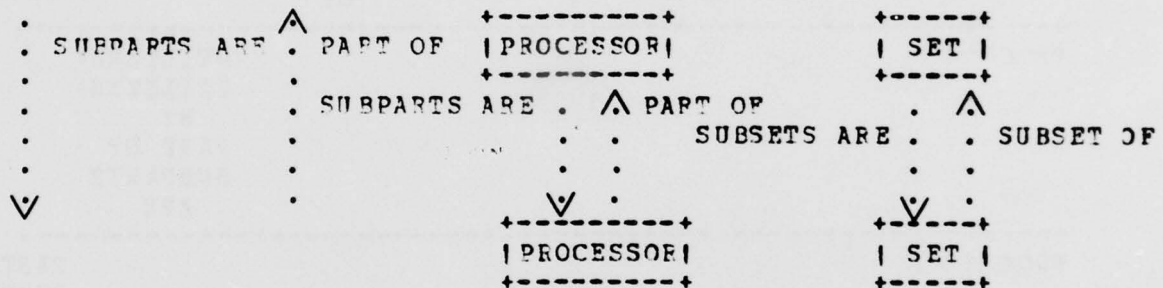 SUBPARTS ARE PART OF PROCESSOR SET
SUBPARTS ARE PART OF
SUBSETS ARE SUBSET OF
PROCESSOR SET